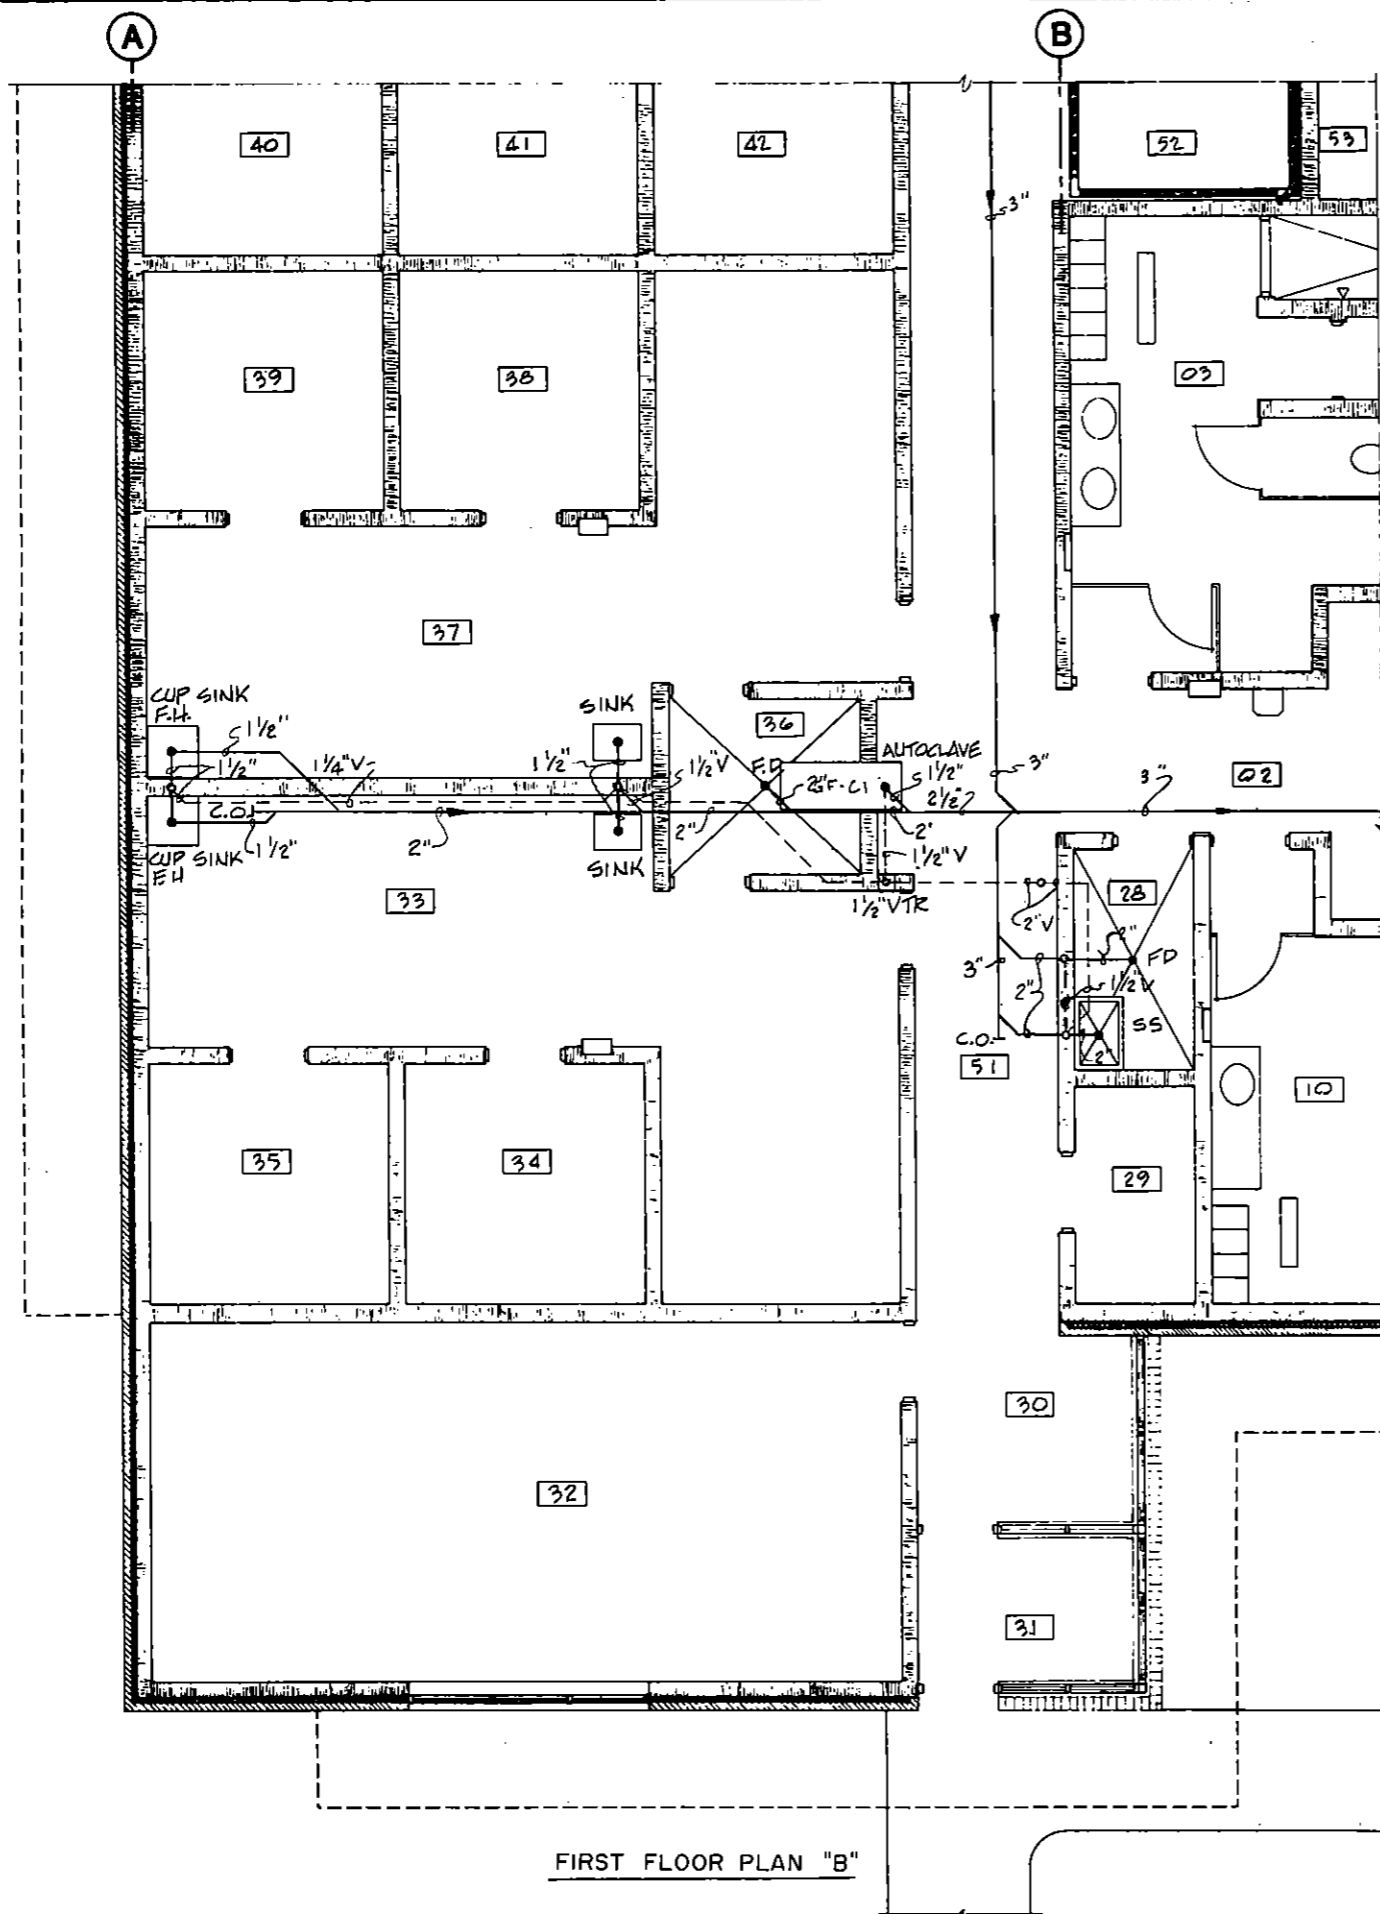 A
B
40
41
42
52
53
3"
39
38
03
37
CUP SINK
F.H.
1 1/2"
1 1/2"
1 1/4"V
SINK
1 1/2"
1 1/2"V
36
F.D
AUTOCLAVE
1 1/2"
2 1/2"
3"
3"
02
C.O.
2"
2"
2"
CUP SINK
F.H
1 1/2"
SINK
1 1/2"V
33
1 1/2"VTR
28
2"V
2"
FD
3"
2"
1 1/2"V
SS
C.O.
2"
51
10
35
34
29
30
32
31
FIRST FLOOR PLAN "B"